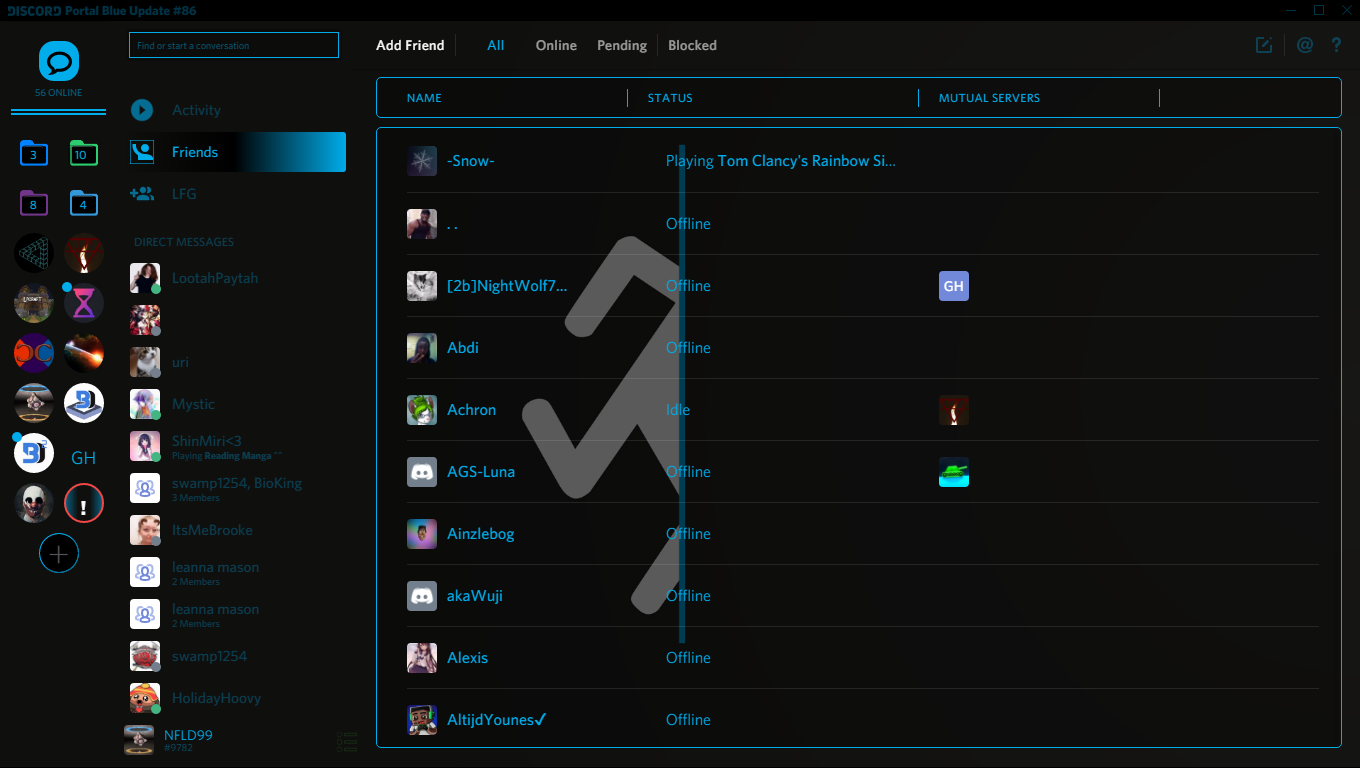 DISCORD Portal Blue Update #86
56 ONLINE
3
10
8
4
GH
!
Find or start a conversation
Activity
Friends
LFG
DIRECT MESSAGES
LootahPaytah
uri
Mystic
ShinMiri<3
Playing Reading Manga ^^
swamp1254, BioKing
3 Members
ItsMeBrooke
leanna mason
2 Members
leanna mason
2 Members
swamp1254
HolidayHoovy
NFLD99
#9782
Add Friend All Online Pending Blocked @ ?
NAME STATUS MUTUAL SERVERS
-Snow- Playing Tom Clancy's Rainbow Si...
. . Offline
[2b]NightWolf7... Offline GH
Abdi Offline
Achron Idle
AGS-Luna Offline
Ainzlebog Offline
akaWuji Offline
Alexis Offline
AltijdYounes✓ Offline